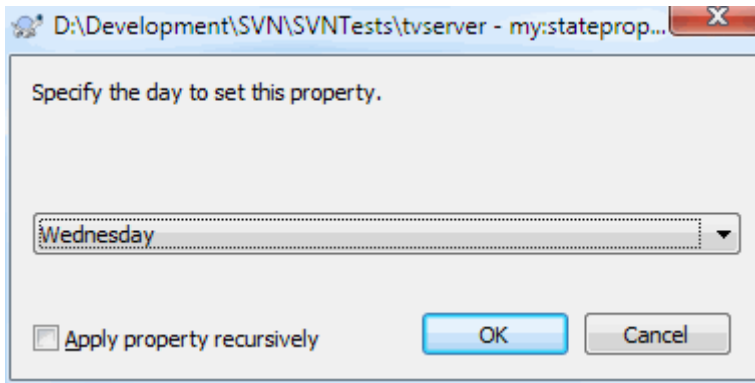 D:\Development\SVN\SVNTests\tvserver - my:stateprop...
Specify the day to set this property.
Wednesday
Apply property recursively
OK
Cancel